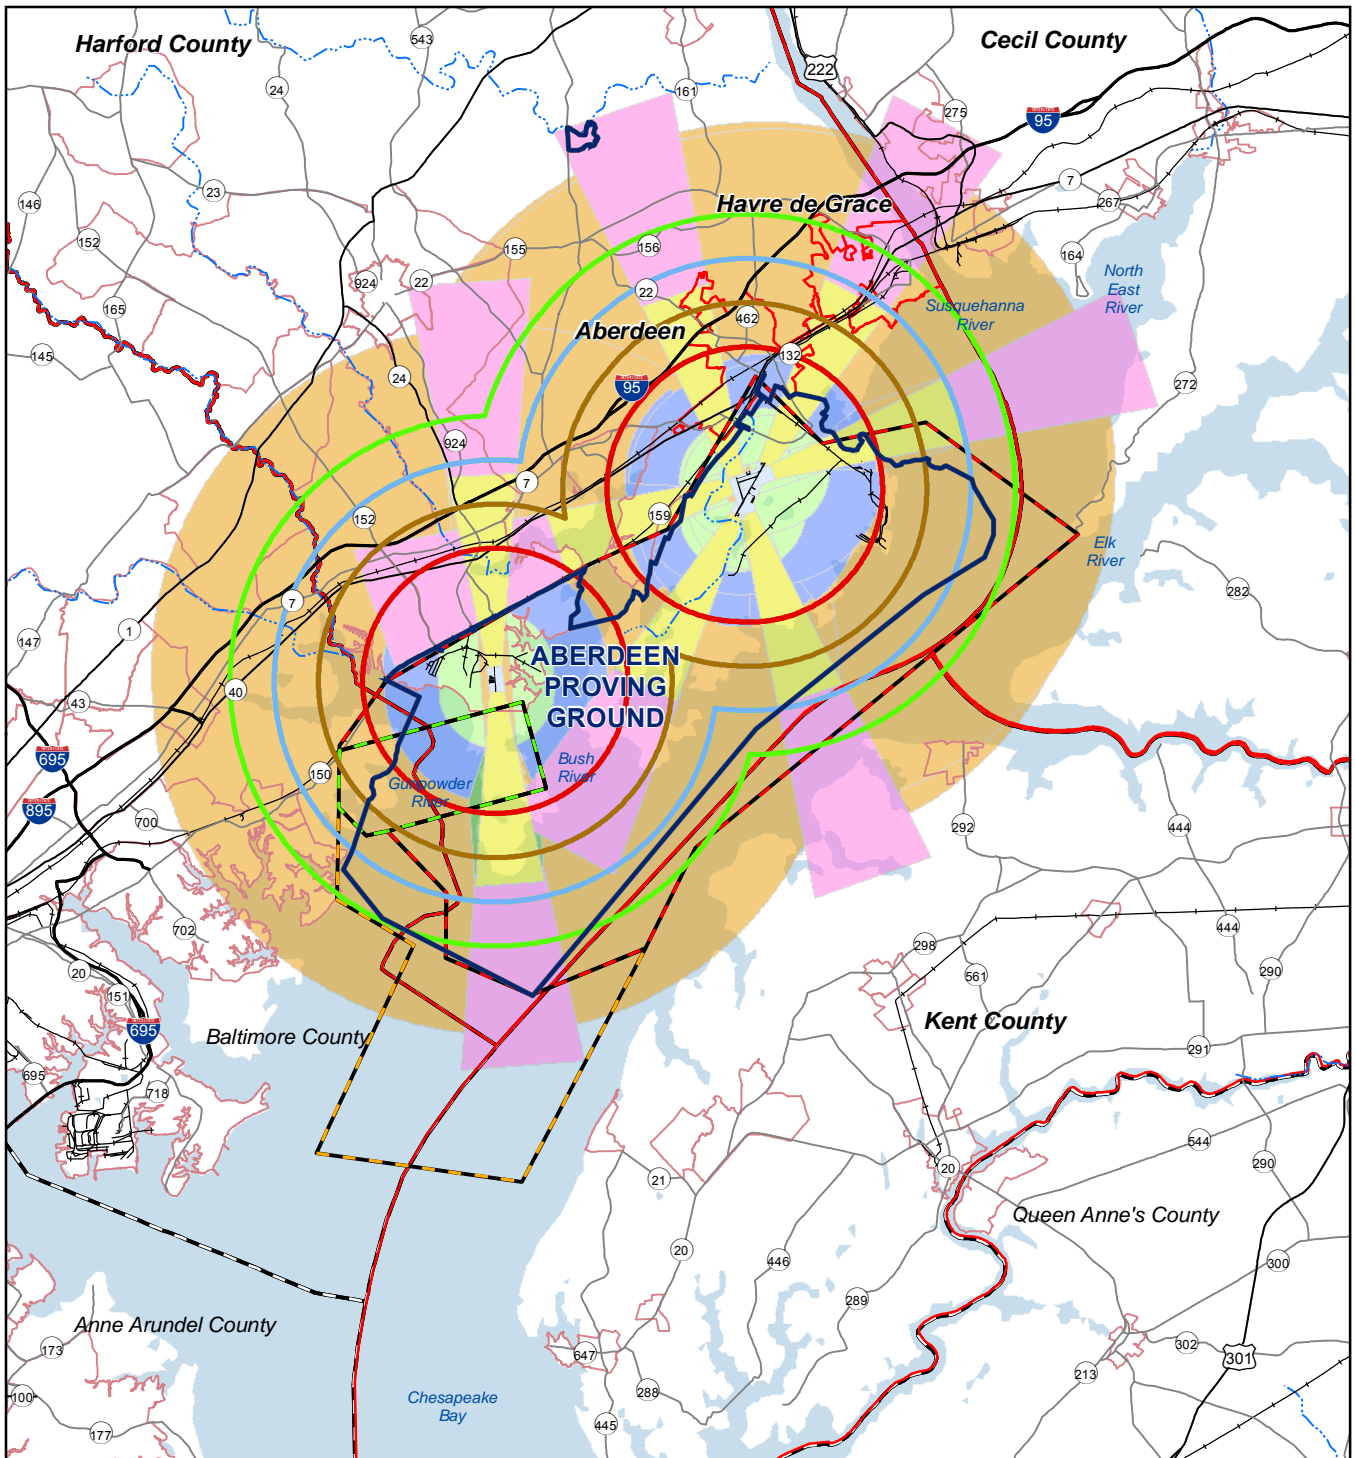 Harford County
543
Cecil County
222
24
161
275
INTERSTATE
95
7
23
146
267
Havre de Grace
152
156
155
164
North
East
River
924
22
22
165
Susquehanna
River
462
Aberdeen
132
145
24
INTERSTATE
95
272
924
7
159
152
Elk
River
282
7
1
147
ABERDEEN
PROVING
GROUND
40
43
INTERSTATE
695
Bush
River
150
Gunpowder
River
INTERSTATE
895
700
292
444
702
444
298
20
561
290
151
INTERSTATE
695
Baltimore County
Kent County
291
695
718
544
290
20
21
Queen Anne's County
20
446
300
289
Anne Arundel County
173
302
301
647
213
288
100
Chesapeake
Bay
445
177